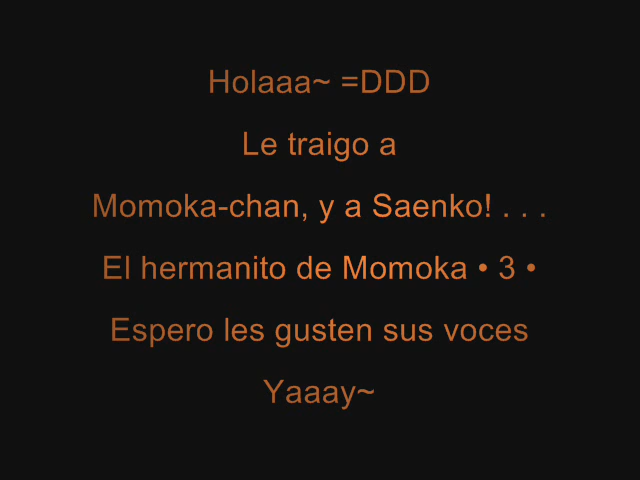 Holaaa~ =DDD
Le traigo a
Momoka-chan, y a Saenko! . . .
El hermanito de Momoka • 3 •
Espero les gusten sus voces
Yaaay~